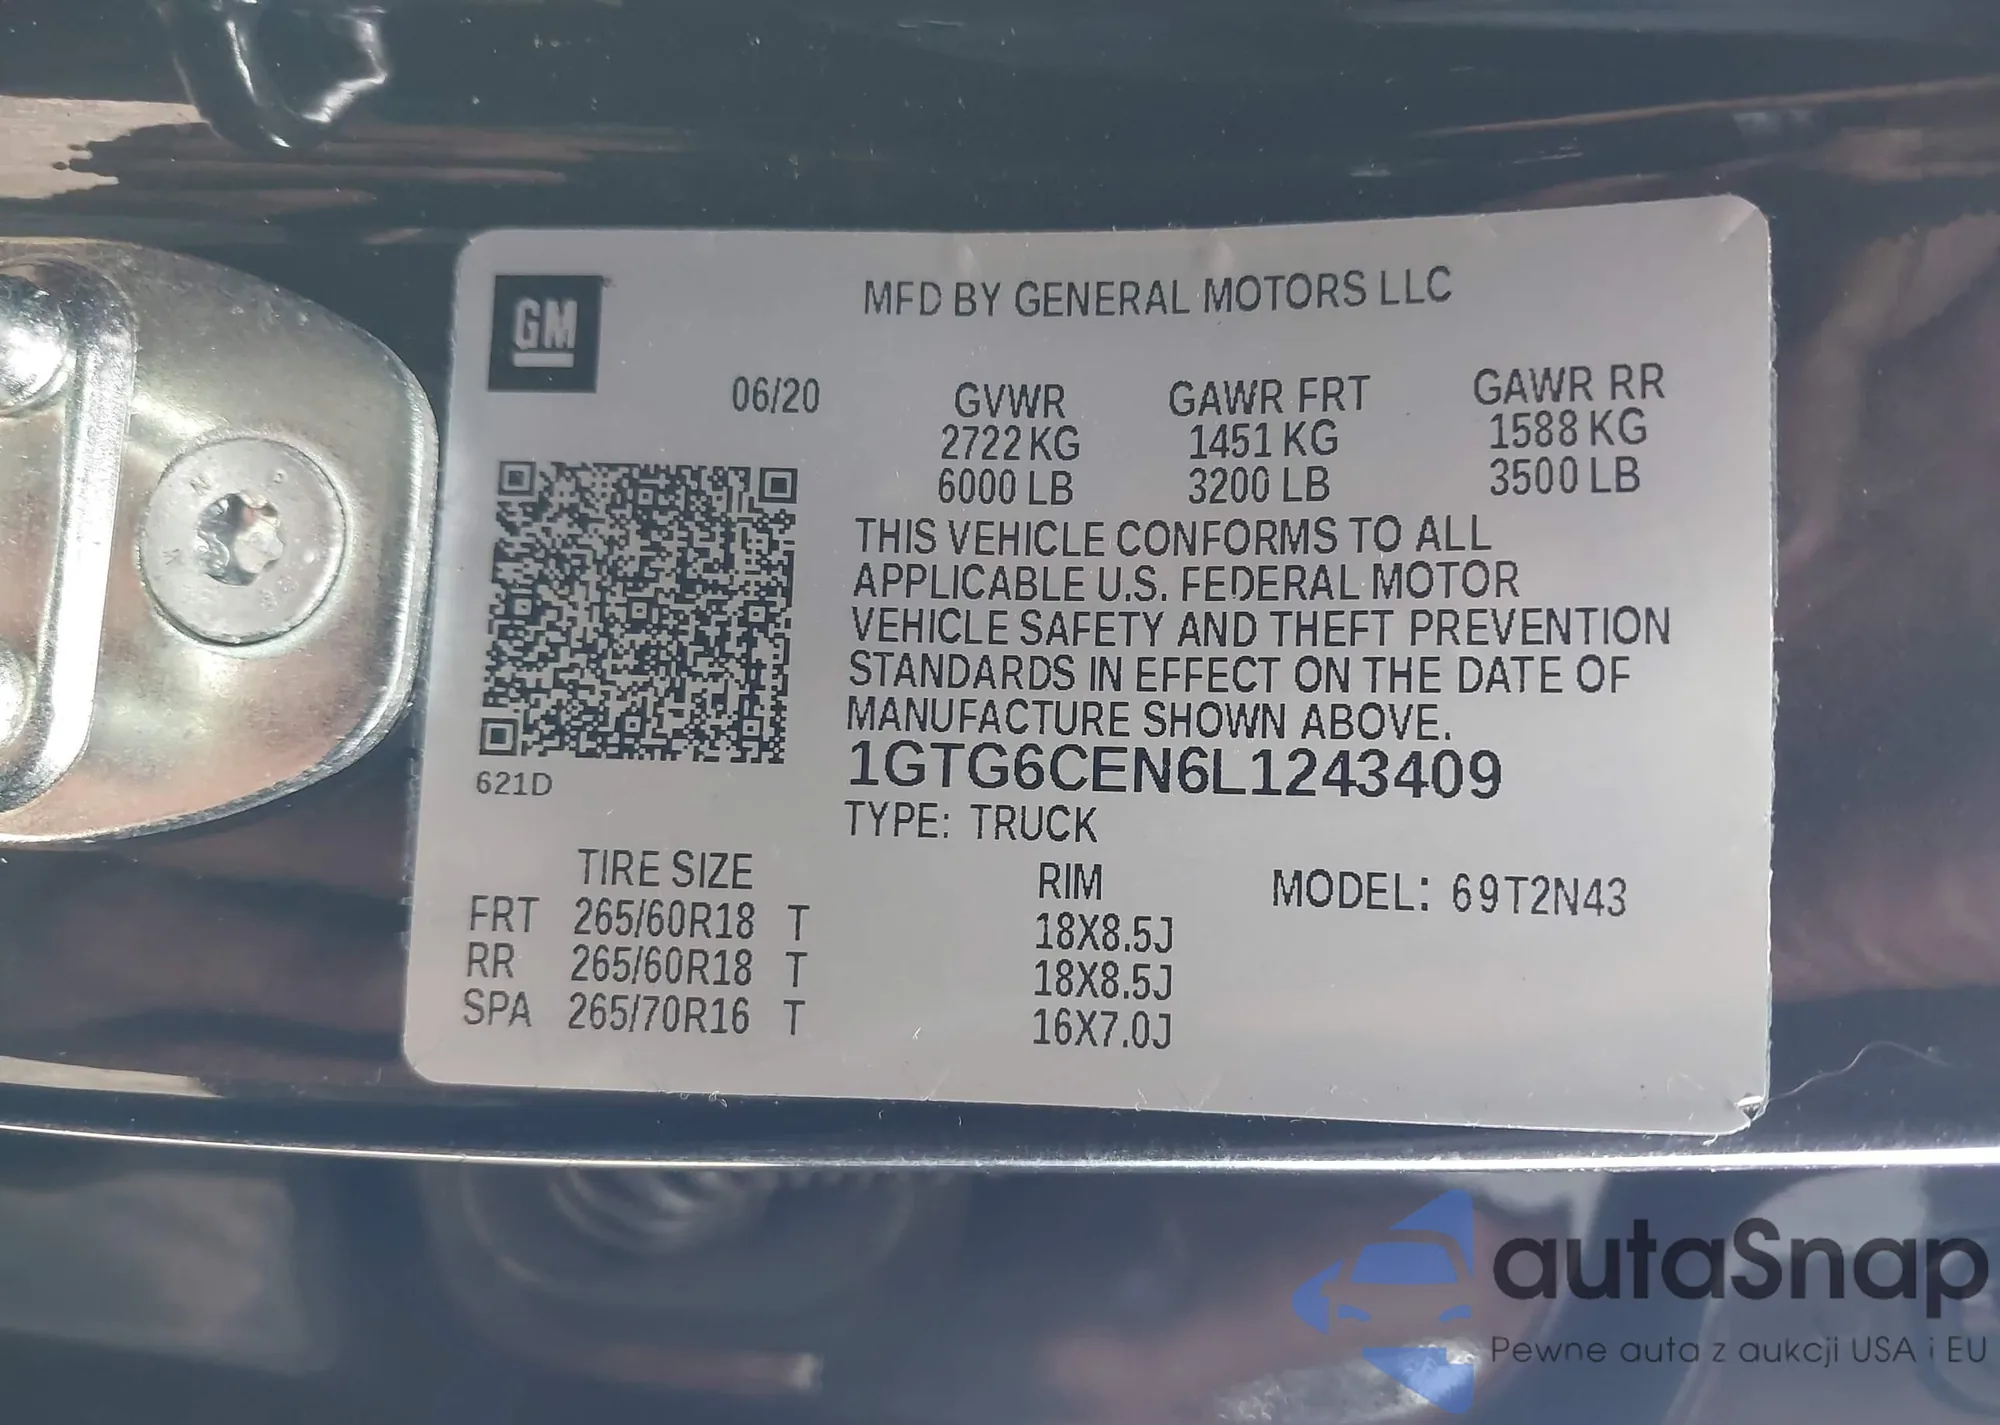 GM
MFD BY GENERAL MOTORS LLC
06/20
GVWR GAWR FRT GAWR RR
2722 KG 1451 KG 1588 KG
6000 LB 3200 LB 3500 LB
THIS VEHICLE CONFORMS TO ALL
APPLICABLE U.S. FEDERAL MOTOR
VEHICLE SAFETY AND THEFT PREVENTION
STANDARDS IN EFFECT ON THE DATE OF
MANUFACTURE SHOWN ABOVE.
1GTG6CEN6L1243409
621D
TYPE: TRUCK
TIRE SIZE RIM MODEL: 69T2N43
FRT 265/60R18 T 18X8.5J
RR 265/60R18 T 18X8.5J
SPA 265/70R16 T 16X7.0J
autaSnap
Pewne auta z aukcji USA i EU